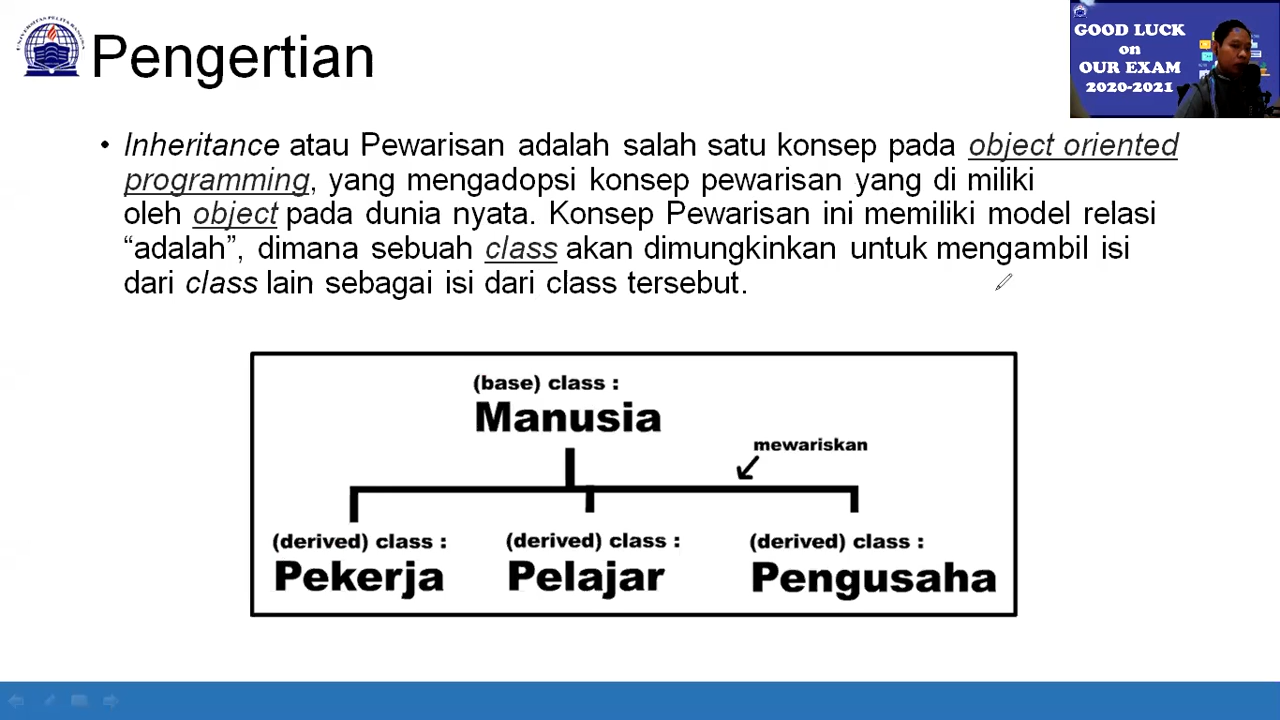 UNIVERSITAS PELITA BANGSA
Pengertian
GOOD LUCK
on
OUR EXAM
2020-2021
• Inheritance atau Pewarisan adalah salah satu konsep pada object oriented
programming, yang mengadopsi konsep pewarisan yang di miliki
oleh object pada dunia nyata. Konsep Pewarisan ini memiliki model relasi
“adalah”, dimana sebuah class akan dimungkinkan untuk mengambil isi
dari class lain sebagai isi dari class tersebut.
(base) class :
Manusia
mewariskan
(derived) class :
Pekerja
(derived) class :
Pelajar
(derived) class :
Pengusaha